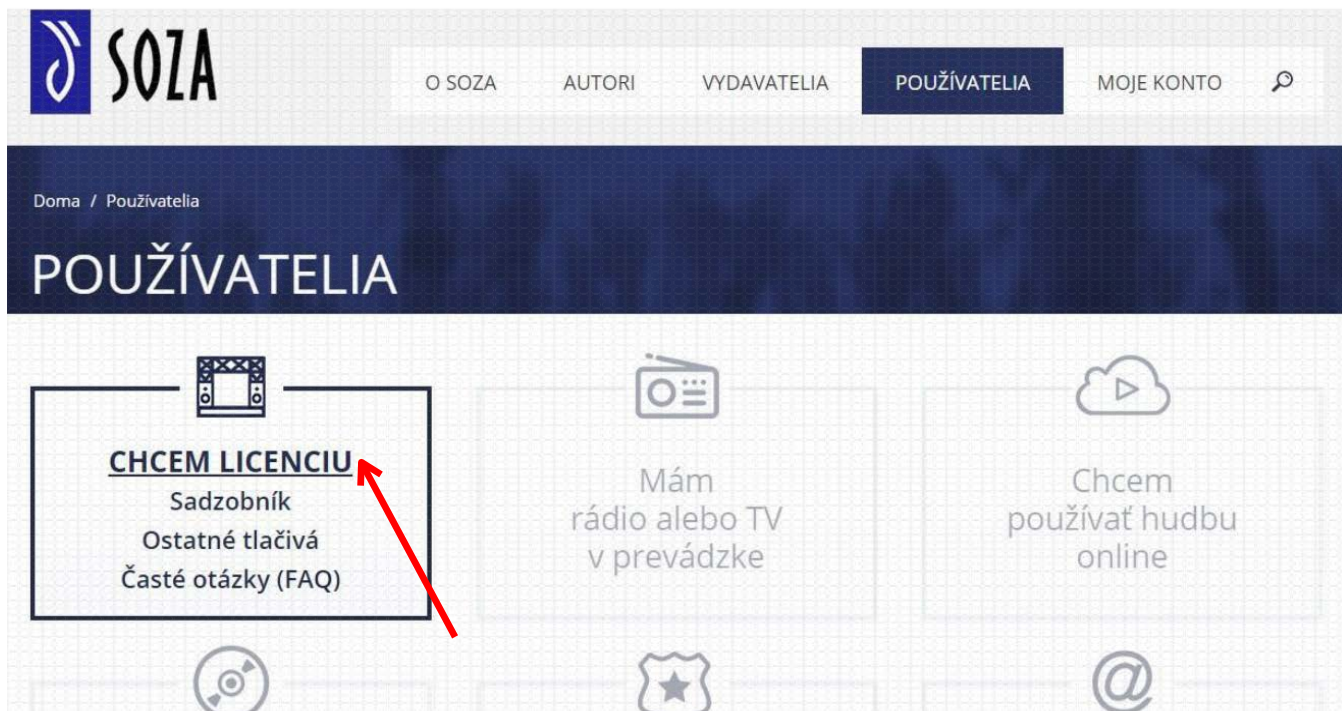 SOZA
O SOZA AUTORI VYDAVATELIA POUŽÍVATELIA MOJE KONTO
Doma / Používatelia
POUŽÍVATELIA
CHCEM LICENCIU
Sadzobník
Ostatné tlačivá
Časté otázky (FAQ)
Mám
rádio alebo TV
v prevádzke
Chcem
používať hudbu
online
@